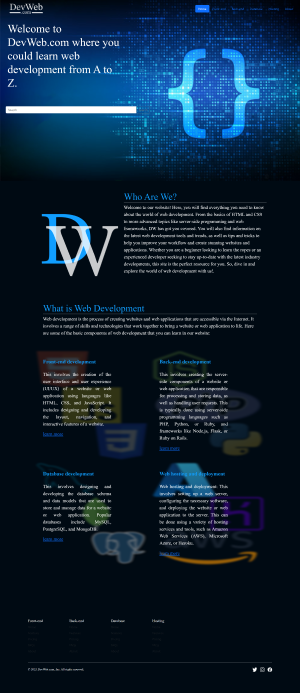 DevWeb
.com
Home
Welcome to
DevWeb.com where you
could learn web
development from A to
Z.
Search
Who Are We?
Welcome to our website! Here, you will find everything you need to know
about the world of web development. From the basics of HTML and CSS
to more advanced topics like server-side programming and web
frameworks, DW has got you covered. You will also find information on
the latest web development tools and trends, as well as tips and tricks to
help you improve your workflow and create stunning websites and
applications. Whether you are a beginner looking to learn the ropes or an
experienced developer seeking to stay up-to-date with the latest industry
developments, this site is the perfect resource for you. So, dive in and
explore the world of development with us!
DW
What is Web Development
Web development is the process of creating websites and web applications that are accessible via the Internet. It
involves a range of skills and technologies that work together to bring a website or web application to life. Here
are some of the basic components of web development that you can learn in our website.
Front-end development
This involves the creation of the
user interface and user experience
(UI/UX) of a website or web
application using languages like
HTML, CSS, and JavaScript. It
includes designing and developing
the layout, navigation, and
interactive features of a website.
learn more
Back-end development
This involves creating the server-
side components of a website or
web application that are responsible
for processing and storing data, as
well as handling user requests. This
is typically done using server-side
programming languages such as
PHP, Python, or Ruby, and
frameworks like Node.js, Flask, or
Ruby on Rails.
learn more
Database development
This involves designing and
developing the database schema
and data models that are used to
store and manage data for a website
or web application. Popular
databases include MySQL,
PostgreSQL, and MongoDB.
learn more
Web hosting and deployment
Web hosting and deployment: This
involves setting up a web server,
configuring the necessary software,
and deploying the website or web
application to the server. This can
be done using a variety of hosting
services and tools, such as Amazon
Web Services (AWS), Microsoft
Azure, or Heroku.
learn more
Front-end
Back-end
Database
Hosting
© 2023 DevWeb.com, Inc. All rights reserved.